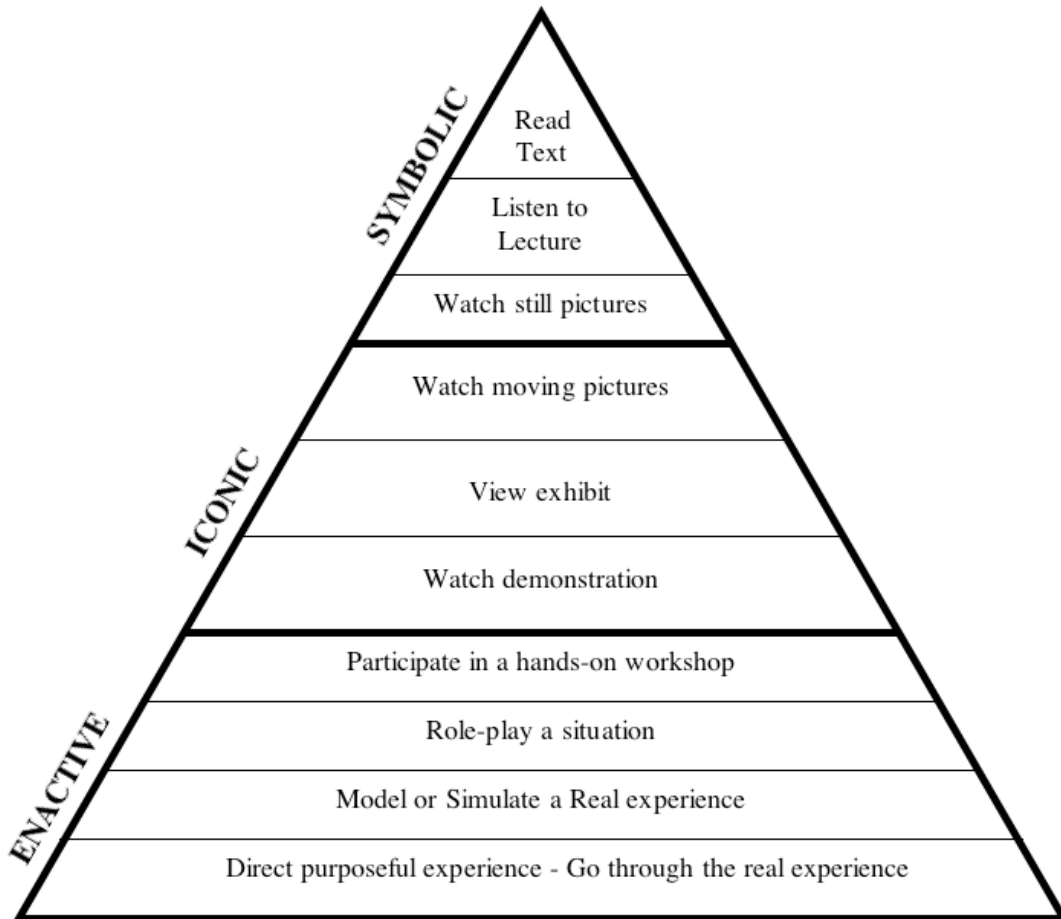 SYMBOLIC
Read
Text
Listen to
Lecture
Watch still pictures
ICONIC
Watch moving pictures
View exhibit
Watch demonstration
ENACTIVE
Participate in a hands-on workshop
Role-play a situation
Model or Simulate a Real experience
Direct purposeful experience - Go through the real experience